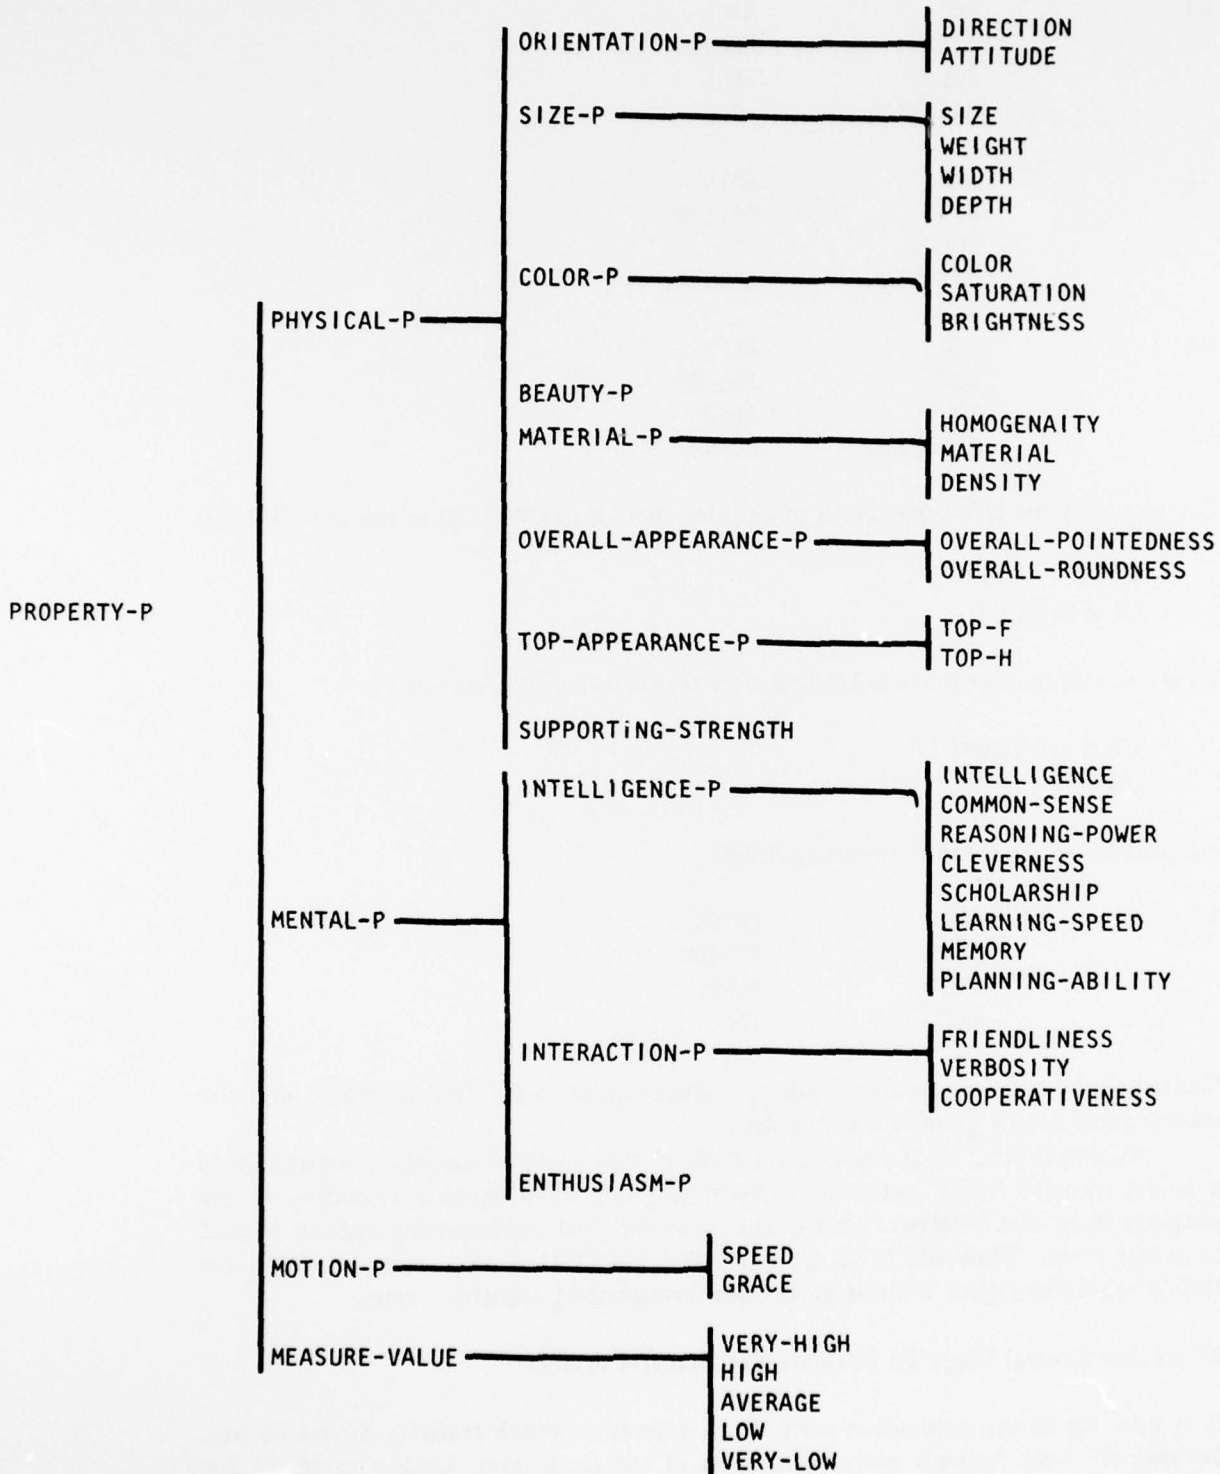 PROPERTY-P
PHYSICAL-P
ORIENTATION-P
DIRECTION
ATTITUDE
SIZE-P
SIZE
WEIGHT
WIDTH
DEPTH
COLOR-P
COLOR
SATURATION
BRIGHTNESS
BEAUTY-P
MATERIAL-P
HOMOGENAITY
MATERIAL
DENSITY
OVERALL-APPEARANCE-P
OVERALL-POINTEDNESS
OVERALL-ROUNDNESS
TOP-APPEARANCE-P
TOP-F
TOP-H
SUPPORTiNG-STRENGTH
MENTAL-P
INTELLIGENCE-P
INTELLIGENCE
COMMON-SENSE
REASONING-POWER
CLEVERNESS
SCHOLARSHIP
LEARNING-SPEED
MEMORY
PLANNING-ABILITY
INTERACTION-P
FRIENDLINESS
VERBOSITY
COOPERATIVENESS
ENTHUSIASM-P
MOTION-P
SPEED
GRACE
MEASURE-VALUE
VERY-HIGH
HIGH
AVERAGE
LOW
VERY-LOW